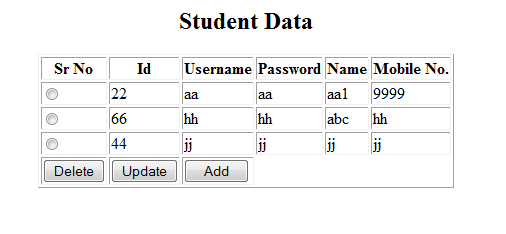 Student Data
Sr No Id Username Password Name Mobile No.
22 aa aa aa1 9999
66 hh hh abc hh
44 jj jj jj jj
Delete Update Add